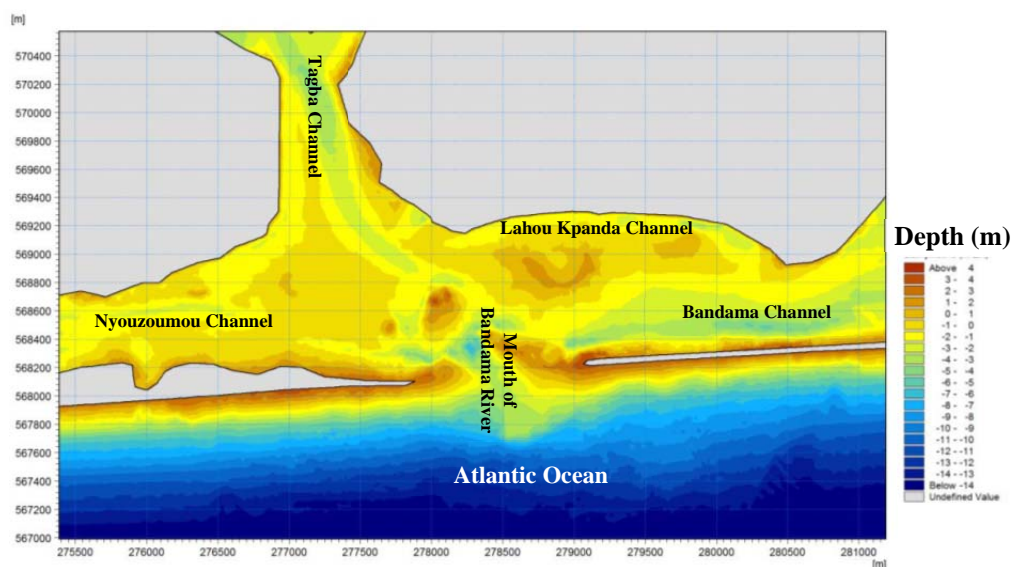 [m]
570400
570200
570000
569800
569600
569400
569200
569000
568800
568600
568400
568200
568000
567800
567600
567400
567200
567000
Tagba Channel
Lahou Kpanda Channel
Nyouzoumou Channel
Bandama Channel
Mouth of
Bandama River
Atlantic Ocean
275500 276000 276500 277000 277500 278000 278500 279000 279500 280000 280500 281000
[m]
Depth (m)
Above 4
3 - 4
2 - 3
1 - 2
0 - 1
-1 - 0
-2 - -1
-3 - -2
-4 - -3
-5 - -4
-6 - -5
-7 - -6
-8 - -7
-9 - -8
-10 - -9
-11 - -10
-12 - -11
-13 - -12
-14 - -13
Below -14
Undefined Value